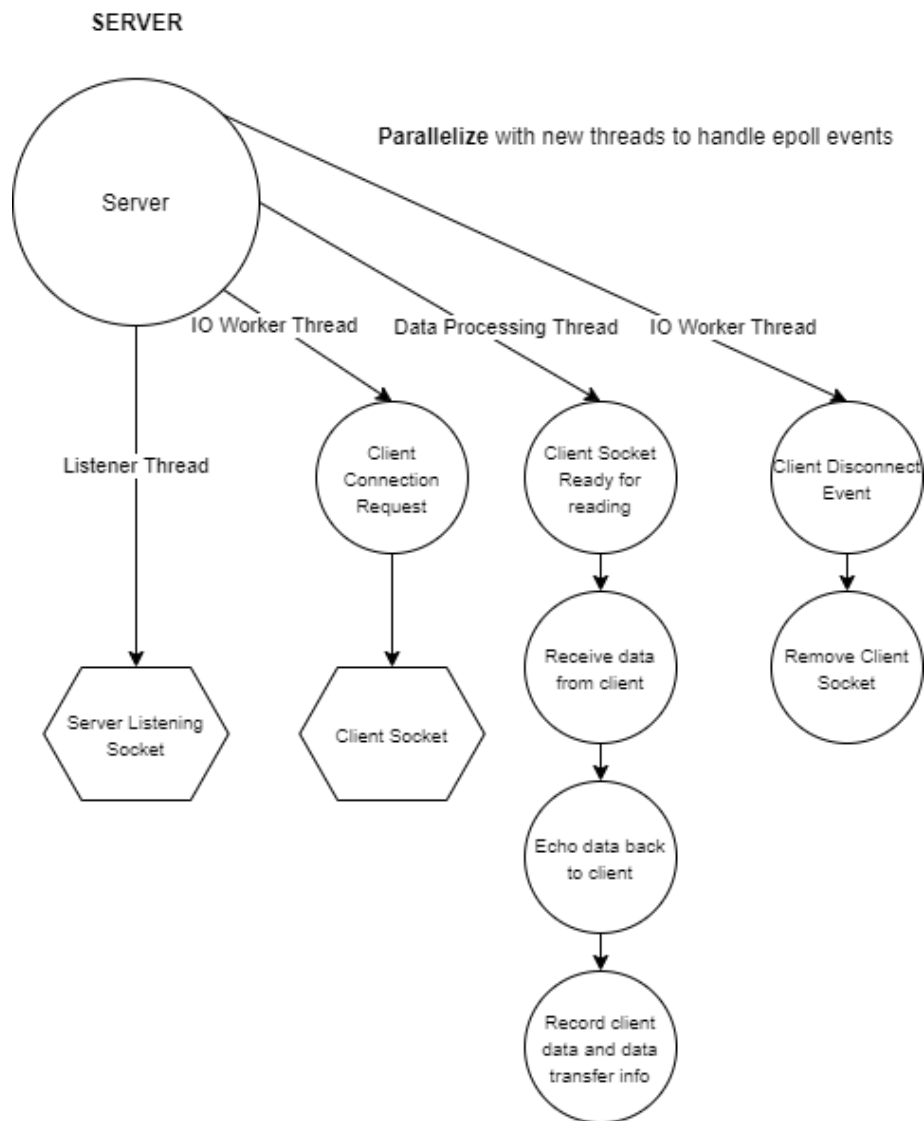 SERVER
Parallelize with new threads to handle epoll events
Server
IO Worker Thread
Data Processing Thread
IO Worker Thread
Listener Thread
Client
Connection
Request
Client Socket
Ready for
reading
Client Disconnect
Event
Receive data
from client
Remove Client
Socket
Server Listening
Socket
Client Socket
Echo data back
to client
Record client
data and data
transfer info